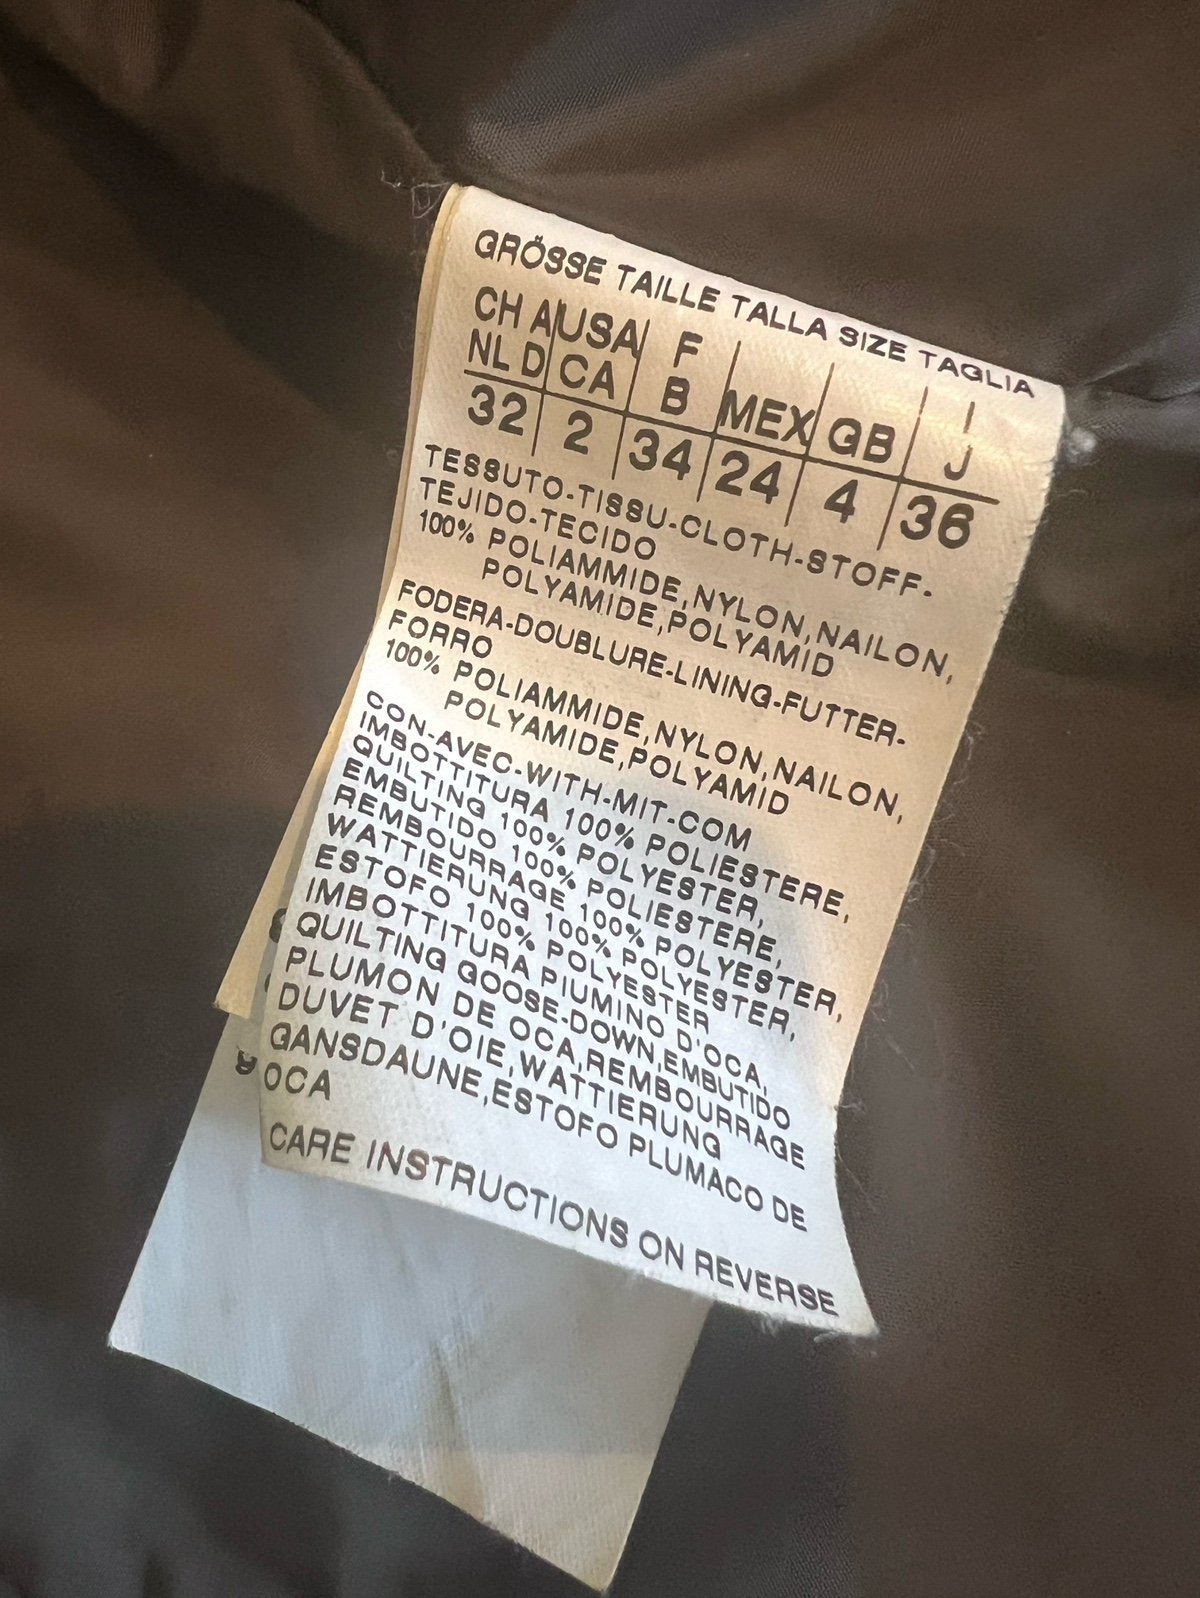 GRÖSSE TAILLE TALLA SIZE TAGLIA
CH A USA F I
NL D CA B MEX GB J
32 2 34 24 4 36
TESSUTO-TISSU-CLOTH-STOFF-
TEJIDO-TECIDO
100% POLIAMMIDE,NYLON,NAILON,
POLYAMIDE,POLYAMID
FODERA-DOUBLURE-LINING-FUTTER-
FORRO
100% POLIAMMIDE,NYLON,NAILON,
POLYAMIDE,POLYAMID
CON-AVEC-WITH-MIT-COM
IMBOTTITURA 100% POLIESTERE,
QUILTING 100% POLYESTER,
EMBUTIDO 100% POLIESTERE,
REMBOURRAGE 100% POLYESTER,
WATTIERUNG 100% POLYESTER,
ESTOFO 100% POLYESTER
IMBOTTITURA PIUMINO D'OCA,
QUILTING GOOSE-DOWN,EMBUTIDO
PLUMON DE OCA,REMBOURRAGE
DUVET D'OIE,WATTIERUNG
GANSDAUNE,ESTOFO PLUMACO DE
OCA
CARE INSTRUCTIONS ON REVERSE